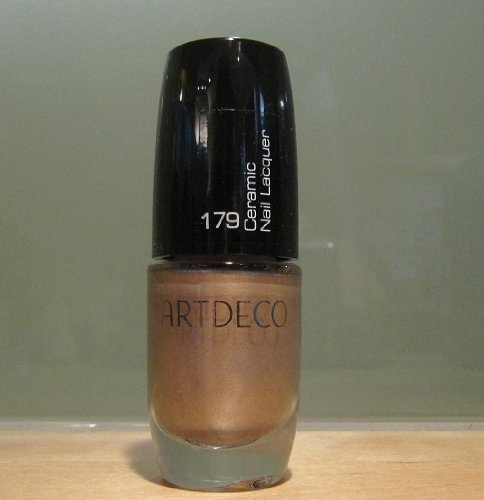 179
Ceramic
Nail Lacquer
ARTDECO